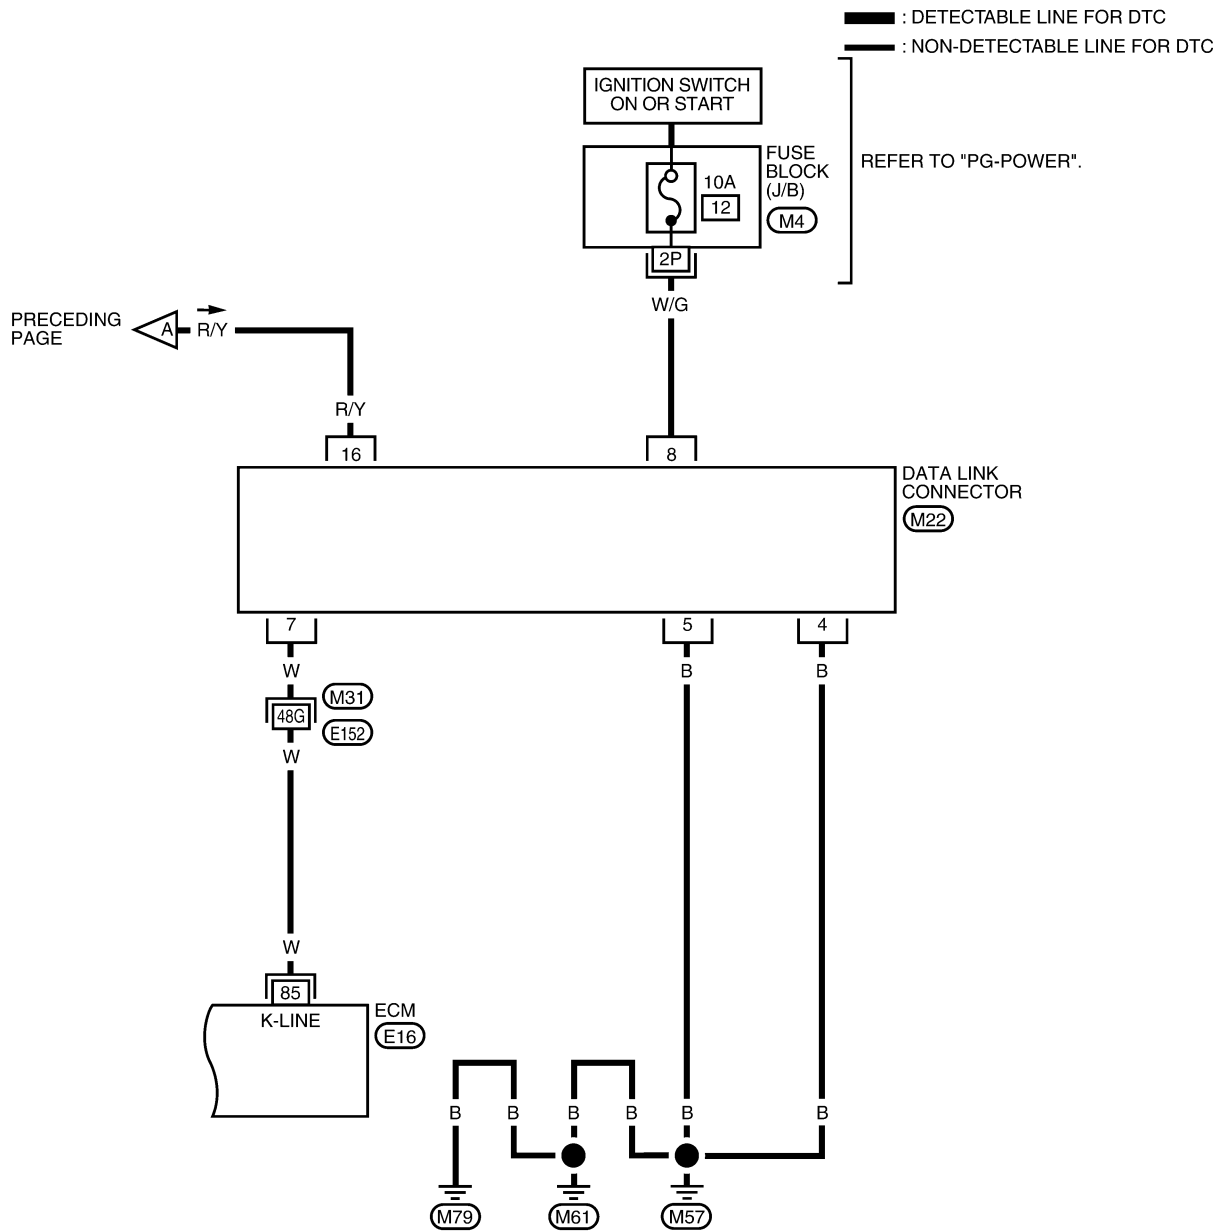 : DETECTABLE LINE FOR DTC
: NON-DETECTABLE LINE FOR DTC
IGNITION SWITCH
ON OR START
FUSE
BLOCK
(J/B)
M4
10A
12
2P
REFER TO "PG-POWER".
W/G
PRECEDING
PAGE
A
R/Y
R/Y
16
8
DATA LINK
CONNECTOR
M22
7
5
4
W
B
B
M31
48G
E152
W
W
85
K-LINE
ECM
E16
B
B
B
B
B
B
M79
M61
M57